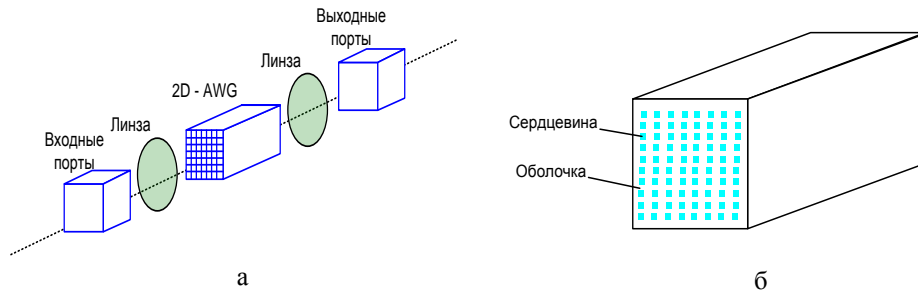 Выходные
порты
Линза
2D - AWG
Линза
Входные
порты
Сердцевина
Оболочка
а
б